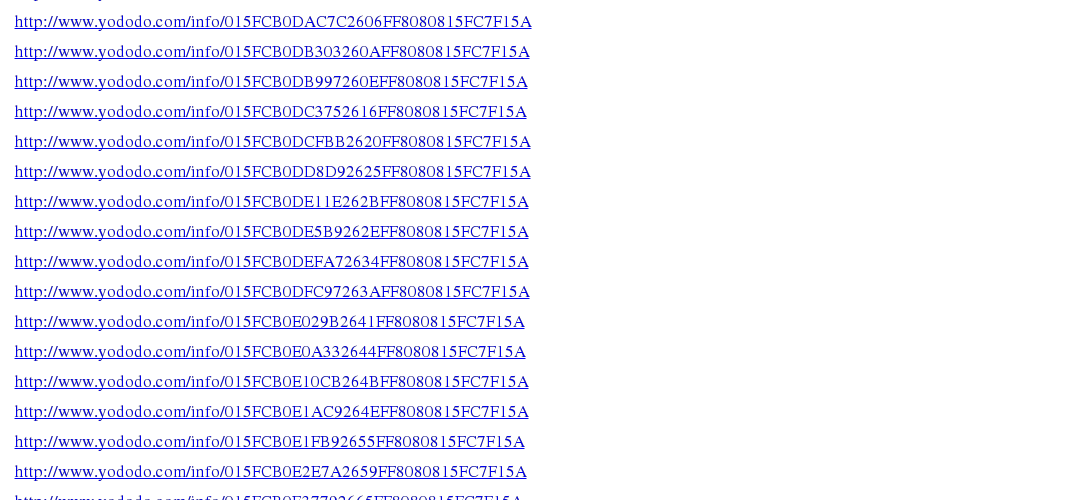 http://www.yododo.com/info/015FCB0DAC7C2606FF8080815FC7F15A
http://www.yododo.com/info/015FCB0DB303260AFF8080815FC7F15A
http://www.yododo.com/info/015FCB0DB997260EFF8080815FC7F15A
http://www.yododo.com/info/015FCB0DC3752616FF8080815FC7F15A
http://www.yododo.com/info/015FCB0DCFBB2620FF8080815FC7F15A
http://www.yododo.com/info/015FCB0DD8D92625FF8080815FC7F15A
http://www.yododo.com/info/015FCB0DE11E262BFF8080815FC7F15A
http://www.yododo.com/info/015FCB0DE5B9262EFF8080815FC7F15A
http://www.yododo.com/info/015FCB0DEFA72634FF8080815FC7F15A
http://www.yododo.com/info/015FCB0DFC97263AFF8080815FC7F15A
http://www.yododo.com/info/015FCB0E029B2641FF8080815FC7F15A
http://www.yododo.com/info/015FCB0E0A332644FF8080815FC7F15A
http://www.yododo.com/info/015FCB0E10CB264BFF8080815FC7F15A
http://www.yododo.com/info/015FCB0E1AC9264EFF8080815FC7F15A
http://www.yododo.com/info/015FCB0E1FB92655FF8080815FC7F15A
http://www.yododo.com/info/015FCB0E2E7A2659FF8080815FC7F15A